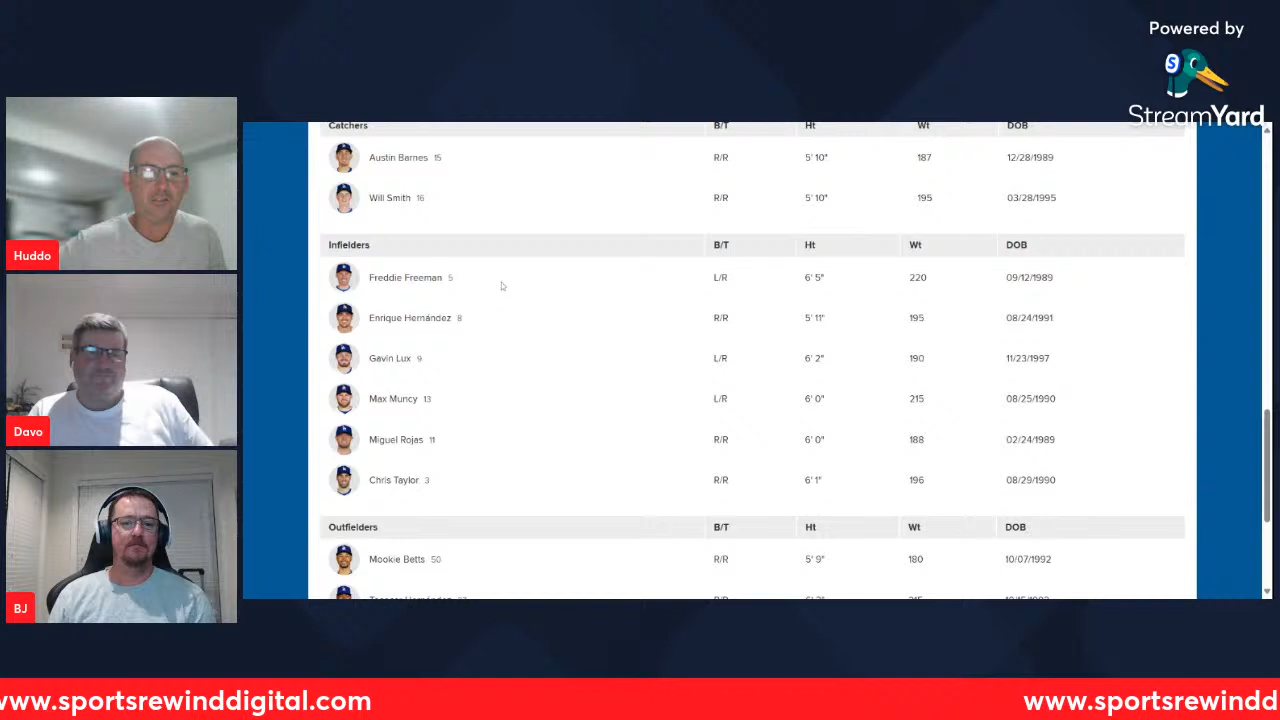 Powered by
S
StreamYard
Catchers B/T Ht Wt DOB
Austin Barnes 15 R/R 5' 10" 187 12/28/1989
Will Smith 16 R/R 5' 10" 195 03/28/1995
Infielders B/T Ht Wt DOB
Freddie Freeman 5 L/R 6' 5" 220 09/12/1989
Enrique Hernández 8 R/R 5' 11" 195 08/24/1991
Gavin Lux 9 L/R 6' 2" 190 11/23/1997
Max Muncy 13 L/R 6' 0" 215 08/25/1990
Miguel Rojas 11 R/R 6' 0" 188 02/24/1989
Chris Taylor 3 R/R 6' 1" 196 08/29/1990
Outfielders B/T Ht Wt DOB
Mookie Betts 50 R/R 5' 9" 180 10/07/1992
Huddo
Davo
BJ
www.sportsrewinddigital.com www.sportsrewindd